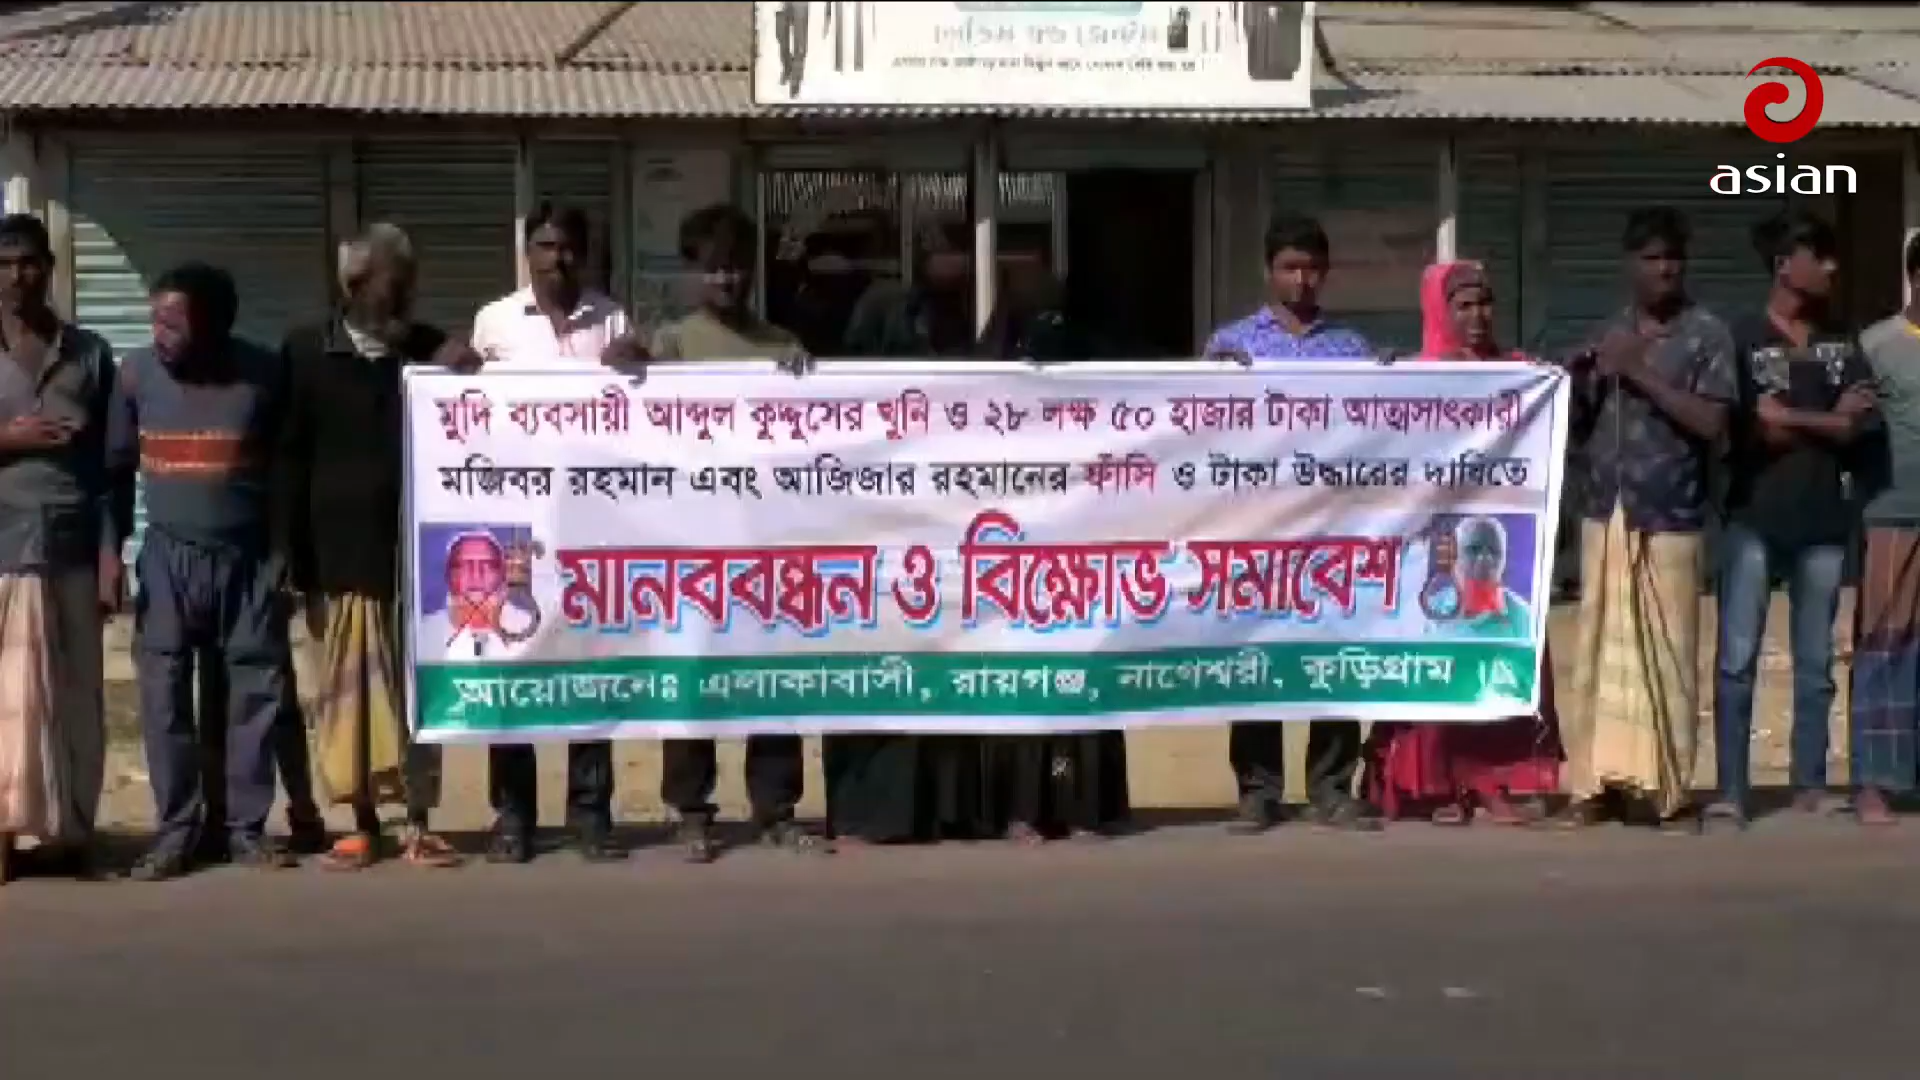 asian
মুদি ব্যবসায়ী আব্দুল কুদ্দুসের খুনি ও ২৮ লক্ষ ৫০ হাজার টাকা আত্মসাৎকারী
মজিবর রহমান এবং আজিজার রহমানের ফাঁসি ও টাকা উদ্ধারের দাবিতে
মানববন্ধন ও বিক্ষোভ সমাবেশ
আয়োজনেঃ এলাকাবাসী, রায়গঞ্জ, নাগেশ্বরী, কুড়িগ্রাম ।